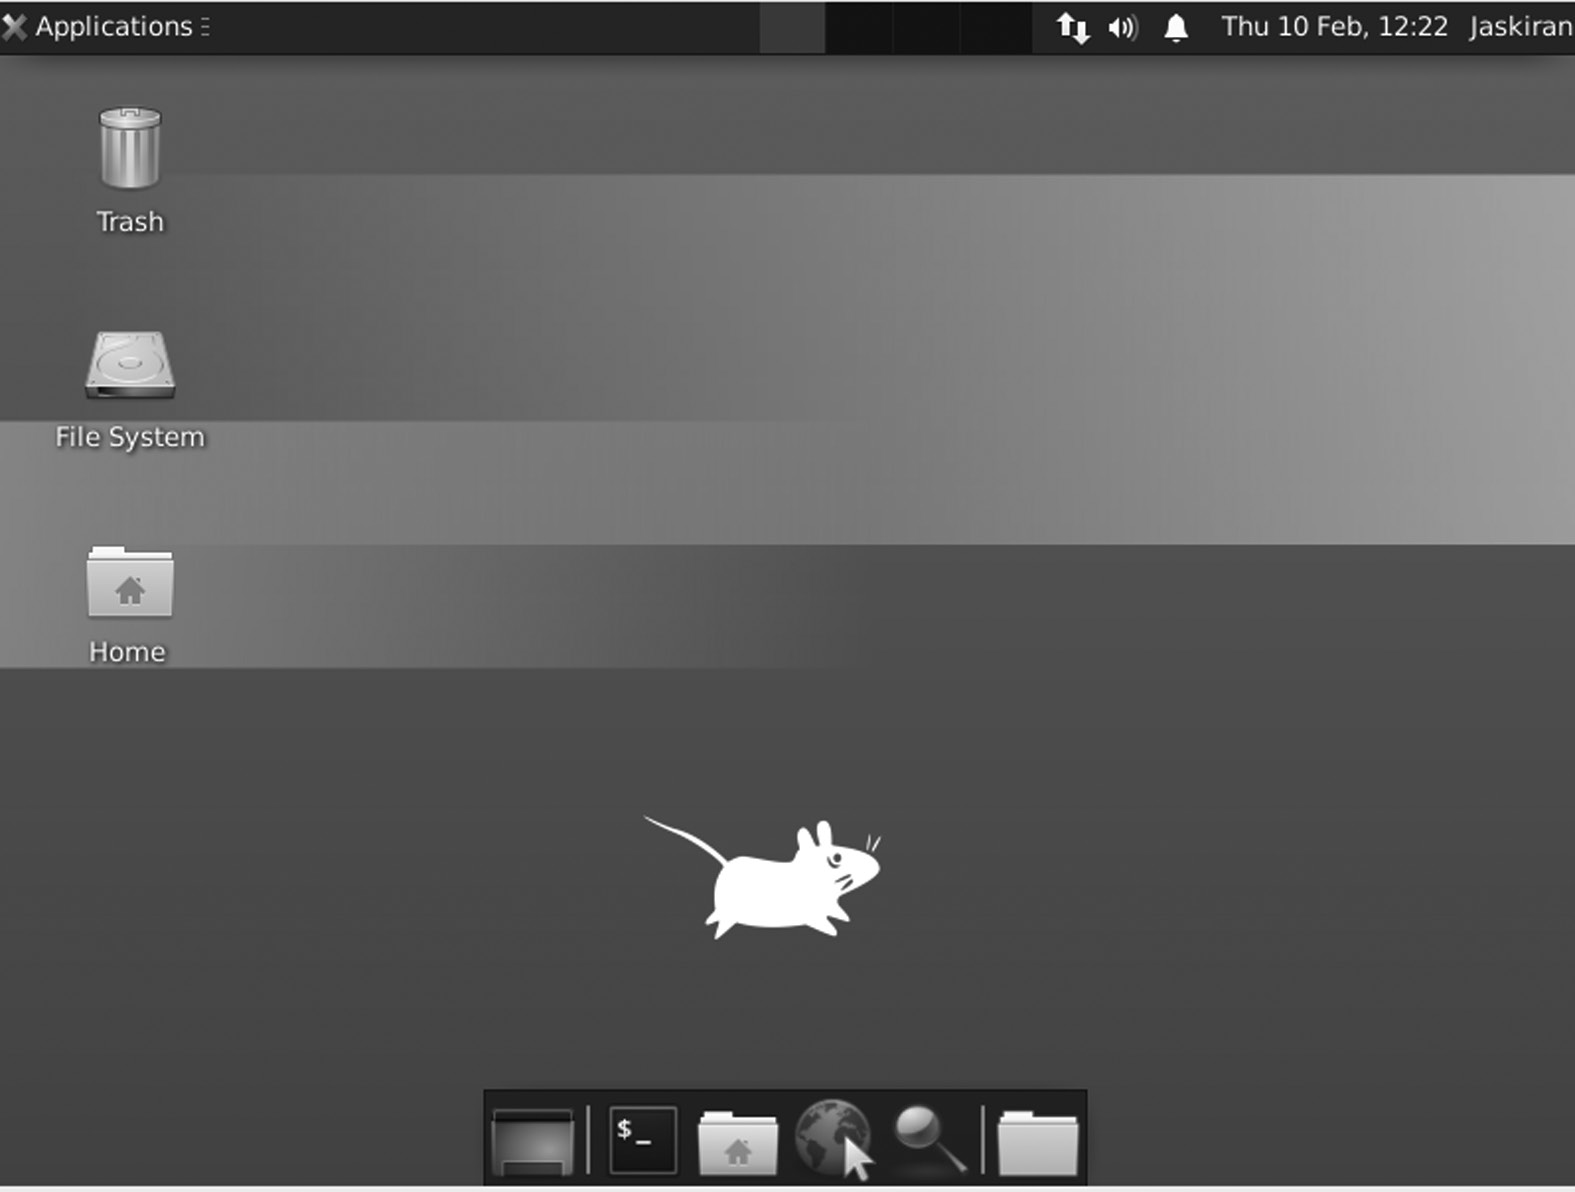 Applications
Thu 10 Feb, 12:22 Jaskiran
Trash
File System
Home
$_